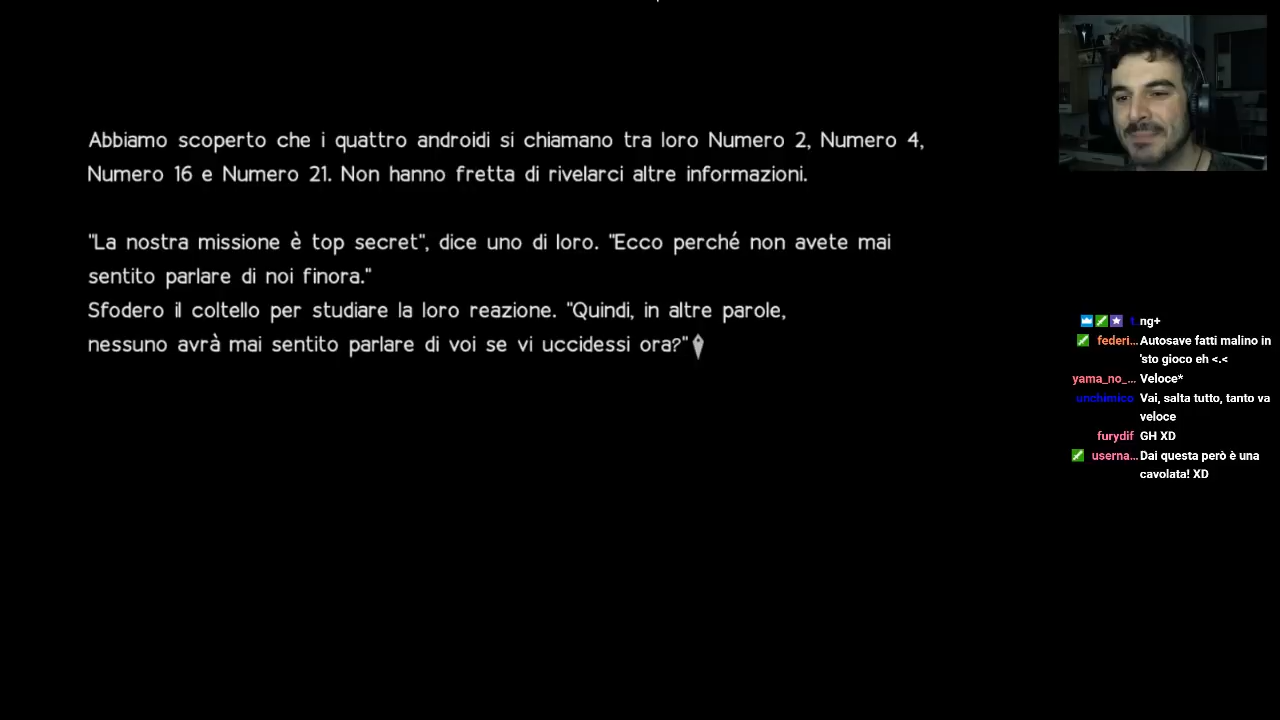 Abbiamo scoperto che i quattro androidi si chiamano tra loro Numero 2, Numero 4,
Numero 16 e Numero 21. Non hanno fretta di rivelarci altre informazioni.
"La nostra missione è top secret", dice uno di loro. "Ecco perché non avete mai
sentito parlare di noi finora."
Sfodero il coltello per studiare la loro reazione. "Quindi, in altre parole,
nessuno avrà mai sentito parlare di voi se vi uccidessi ora?"
t. ng+
federi... Autosave fatti malino in
'sto gioco eh <.<
yama_no_... Veloce*
unchimico Vai, salta tutto, tanto va
veloce
furydif GH XD
userna... Dai questa però è una
cavolata! XD